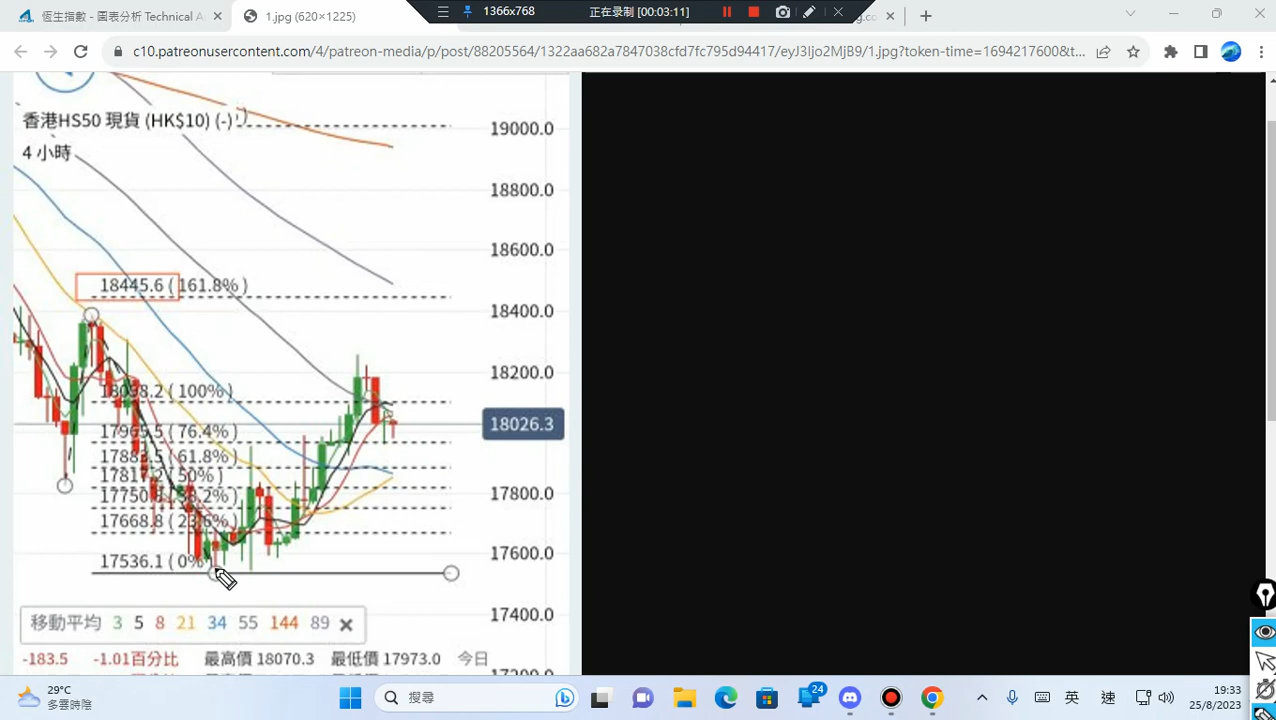 恆生指數 - 圖表分析 Technical A
1.jpg (620×1225)
1366x768
正在录制 (00:03:11)
c10.patreonusercontent.com/4/patreon-media/p/post/88205564/1322aa682a7847038cfd7fc795d94417/eyJ3Ijo2MjB9/1.jpg?token-time=1694217600&t...
香港HS50 現貨 (HK$10) (-)
4 小時
19000.0
18800.0
18600.0
18445.6 ( 161.8% )
18400.0
18200.0
18098.2 ( 100% )
18026.3
17965.5 ( 76.4% )
17883.5 ( 61.8% )
17817.2 ( 50% )
17800.0
17668.8 ( 23.6% )
17600.0
17536.1 ( 0%
17400.0
移動平均 3 5 8 21 34 55 144 89
-183.5 -1.01百分比 最高價 18070.3 最低價 17973.0 今日
29°C
多雲時陰
搜尋
24
英
速
19:33
25/8/2023